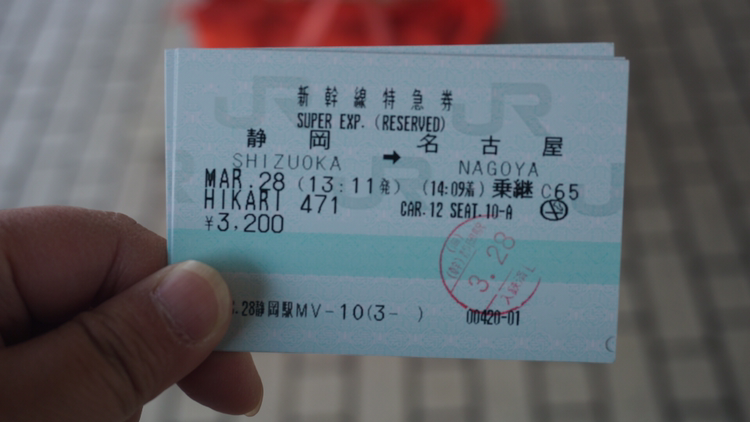 新幹線特急券
SUPER EXP. (RESERVED)
静岡 ➡ 名古屋
SHIZUOKA NAGOYA
MAR. 28 (13:11発) (14:09着) 乗継 C65
HIKARI 471 CAR. 12 SEAT. 10-A
¥3,200
3.28
.28静岡駅MV-10(3- ) 00420-01
JR JR